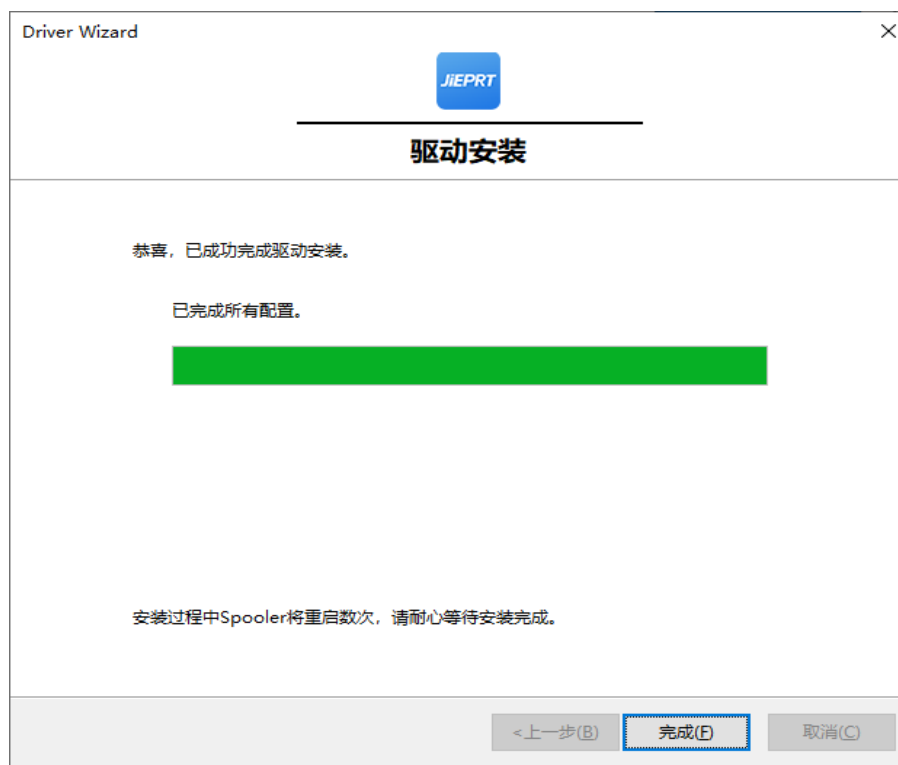 Driver Wizard
JiEPRT
驱动安装
恭喜，已成功完成驱动安装。
已完成所有配置。
安装过程中Spooler将重启数次，请耐心等待安装完成。
<上一步(B) 完成(F) 取消(C)